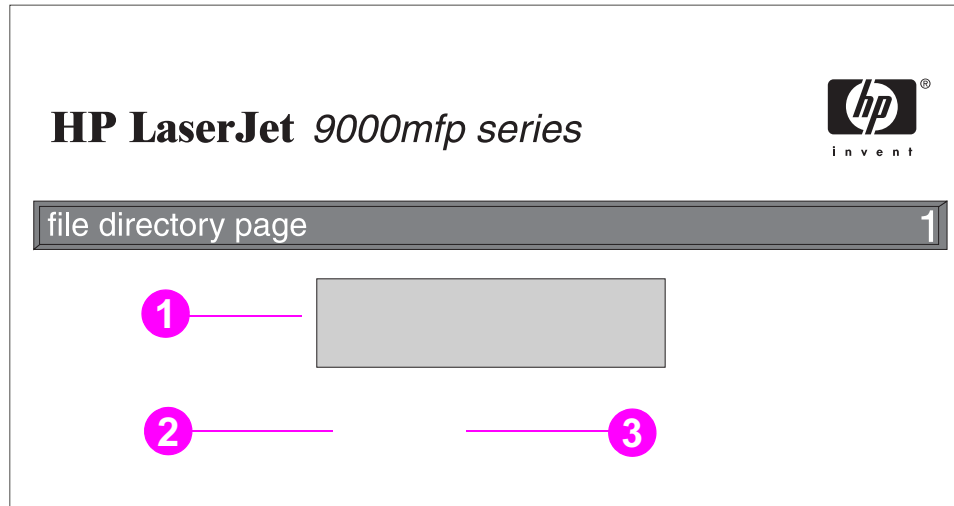 hp®
HP LaserJet 9000mfp series
invent
file directory page 1
1
2 3